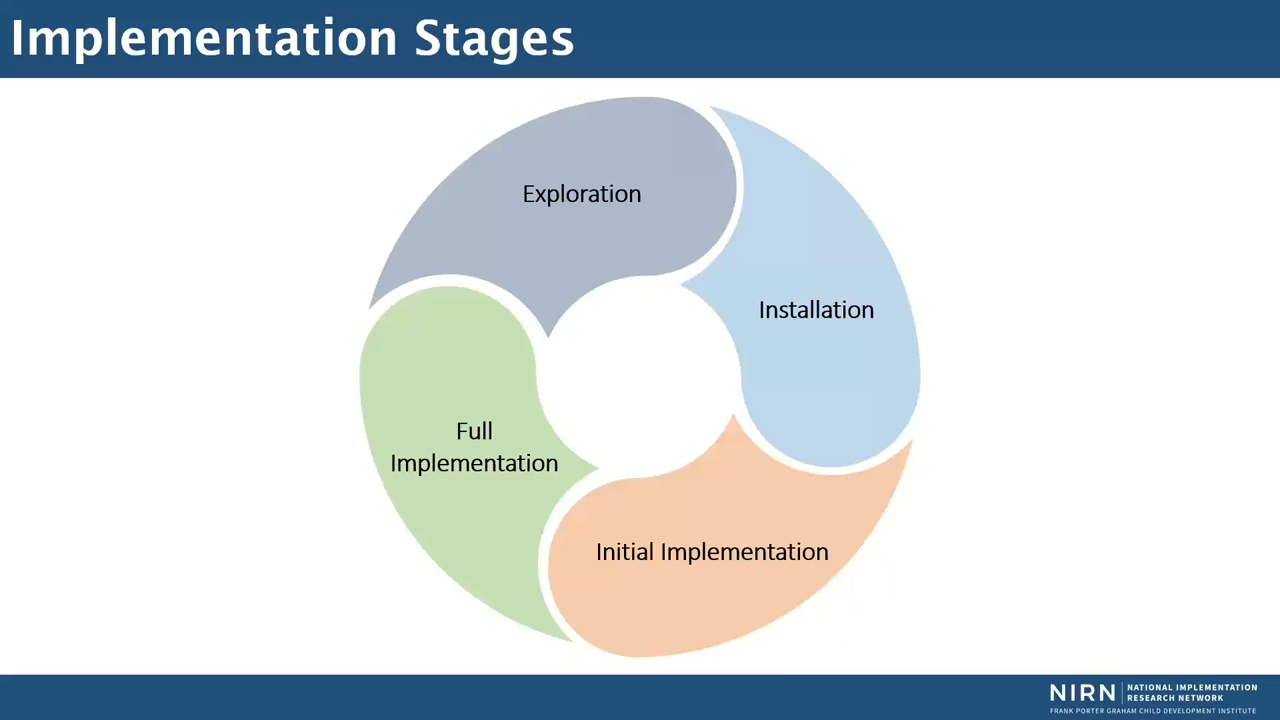 Implementation Stages
Exploration
Installation
Initial Implementation
Full
Implementation
NIRN
NATIONAL IMPLEMENTATION
RESEARCH NETWORK
FRANK PORTER GRAHAM CHILD DEVELOPMENT INSTITUTE